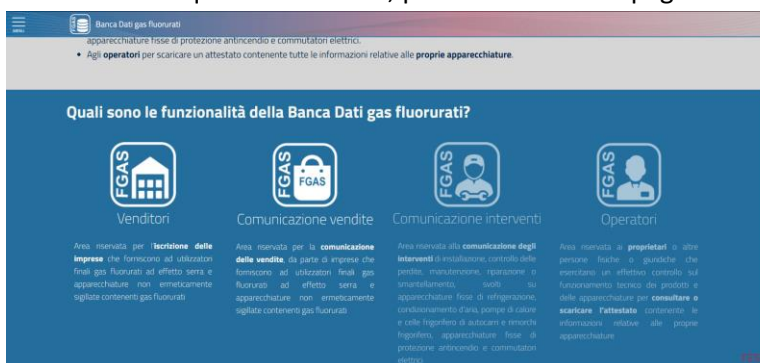 MENU
Banca Dati gas fluorurati
apparecchiature fisse di protezione antincendio e commutatori elettrici.
• Agli operatori per scaricare un attestato contenente tutte le informazioni relative alle proprie apparecchiature.
Quali sono le funzionalità della Banca Dati gas fluorurati?
FGAS
Venditori
Area riservata per l'iscrizione delle
imprese che forniscono ad utilizzatori
finali gas fluorurati ad effetto serra e
apparecchiature non ermeticamente
sigillate contenenti gas fluorurati
FGAS
FGAS
Comunicazione vendite
Area riservata per la comunicazione
delle vendite, da parte di imprese che
forniscono ad utilizzatori finali gas
fluorurati ad effetto serra e
apparecchiature non ermeticamente
sigillate contenenti gas fluorurati
FGAS
Comunicazione interventi
Area riservata alla comunicazione degli
interventi di installazione, controllo delle
perdite, manutenzione, riparazione o
smantellamento, svolti su
apparecchiature fisse di refrigerazione,
condizionamento d'aria, pompe di calore
e celle frigorifero di autocarri e rimorchi
frigorifero, apparecchiature fisse di
protezione antincendio e commutatori
elettrici
FGAS
Operatori
Area riservata ai proprietari o altre
persone fisiche o giuridiche che
esercitano un effettivo controllo sul
funzionamento tecnico dei prodotti e
delle apparecchiature per consultare o
scaricare l'attestato contenente le
informazioni relative alle proprie
apparecchiature